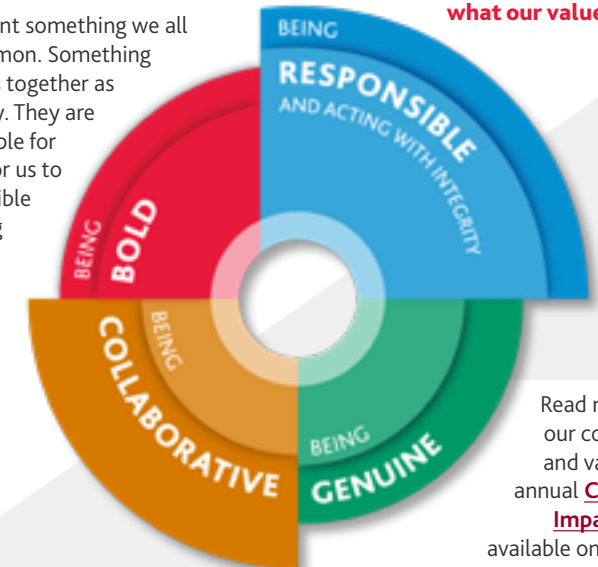 nt something we all
mon. Something
s together as
y. They are
ble for
or us to
ible
g
what our value
BEING
RESPONSIBLE
AND ACTING WITH INTEGRITY
BEING
BOLD
BEING
COLLABORATIVE
BEING
GENUINE
Read
our co
and va
annual C
Impa
available on